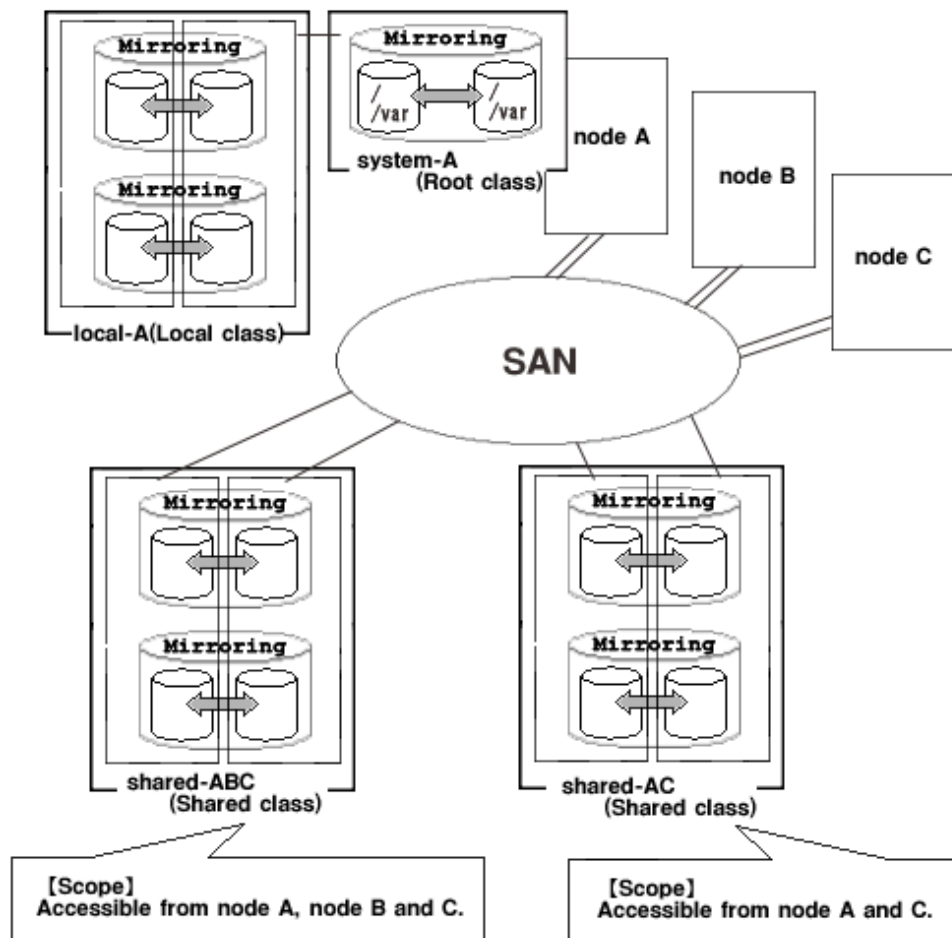 Mirroring
Mirroring
/
/var
/
/var
system-A
(Root class)
node A
node B
node C
Mirroring
local-A(Local class)
SAN
Mirroring
Mirroring
shared-ABC
(Shared class)
Mirroring
Mirroring
shared-AC
(Shared class)
【Scope】
Accessible from node A, node B and C.
【Scope】
Accessible from node A and C.